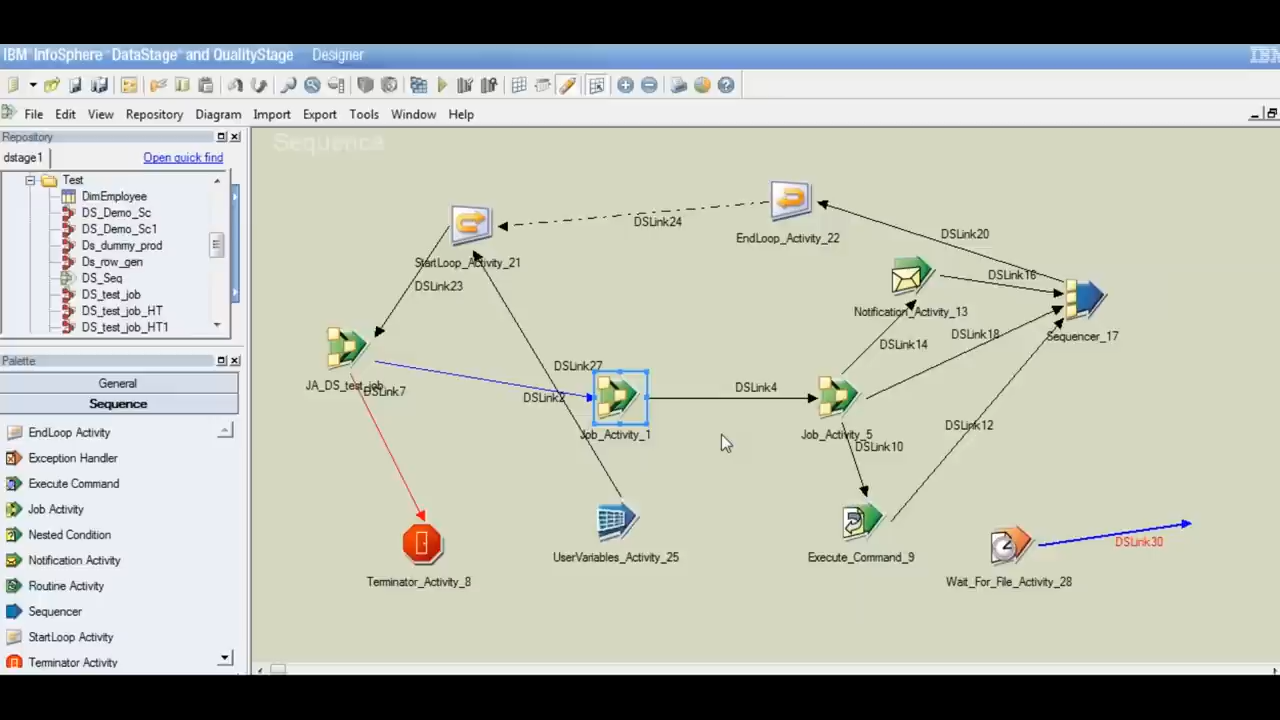 IBM InfoSphere DataStage and QualityStage Designer
IBM
File Edit View Repository Diagram Import Export Tools Window Help
Repository
dstage1 Open quick find
Test
DimEmployee
DS_Demo_Sc
DS_Demo_Sc1
Ds_dummy_prod
Ds_row_gen
DS_Seq
DS_test_job
DS_test_job_HT
DS_test_job_HT1
Palette
General
Sequence
EndLoop Activity
Exception Handler
Execute Command
Job Activity
Nested Condition
Notification Activity
Routine Activity
Sequencer
StartLoop Activity
Terminator Activity
Sequence
DSLink24
EndLoop_Activity_22
DSLink20
StartLoop_Activity_21
DSLink23
DSLink16
Notification_Activity_13
Sequencer_17
DSLink18
DSLink14
DSLink27
JA_DS_test_job
DSLink7
DSLink2
DSLink4
Job_Activity_1
Job_Activity_5
DSLink10
DSLink12
UserVariables_Activity_25
Execute_Command_9
DSLink30
Terminator_Activity_8
Wait_For_File_Activity_28